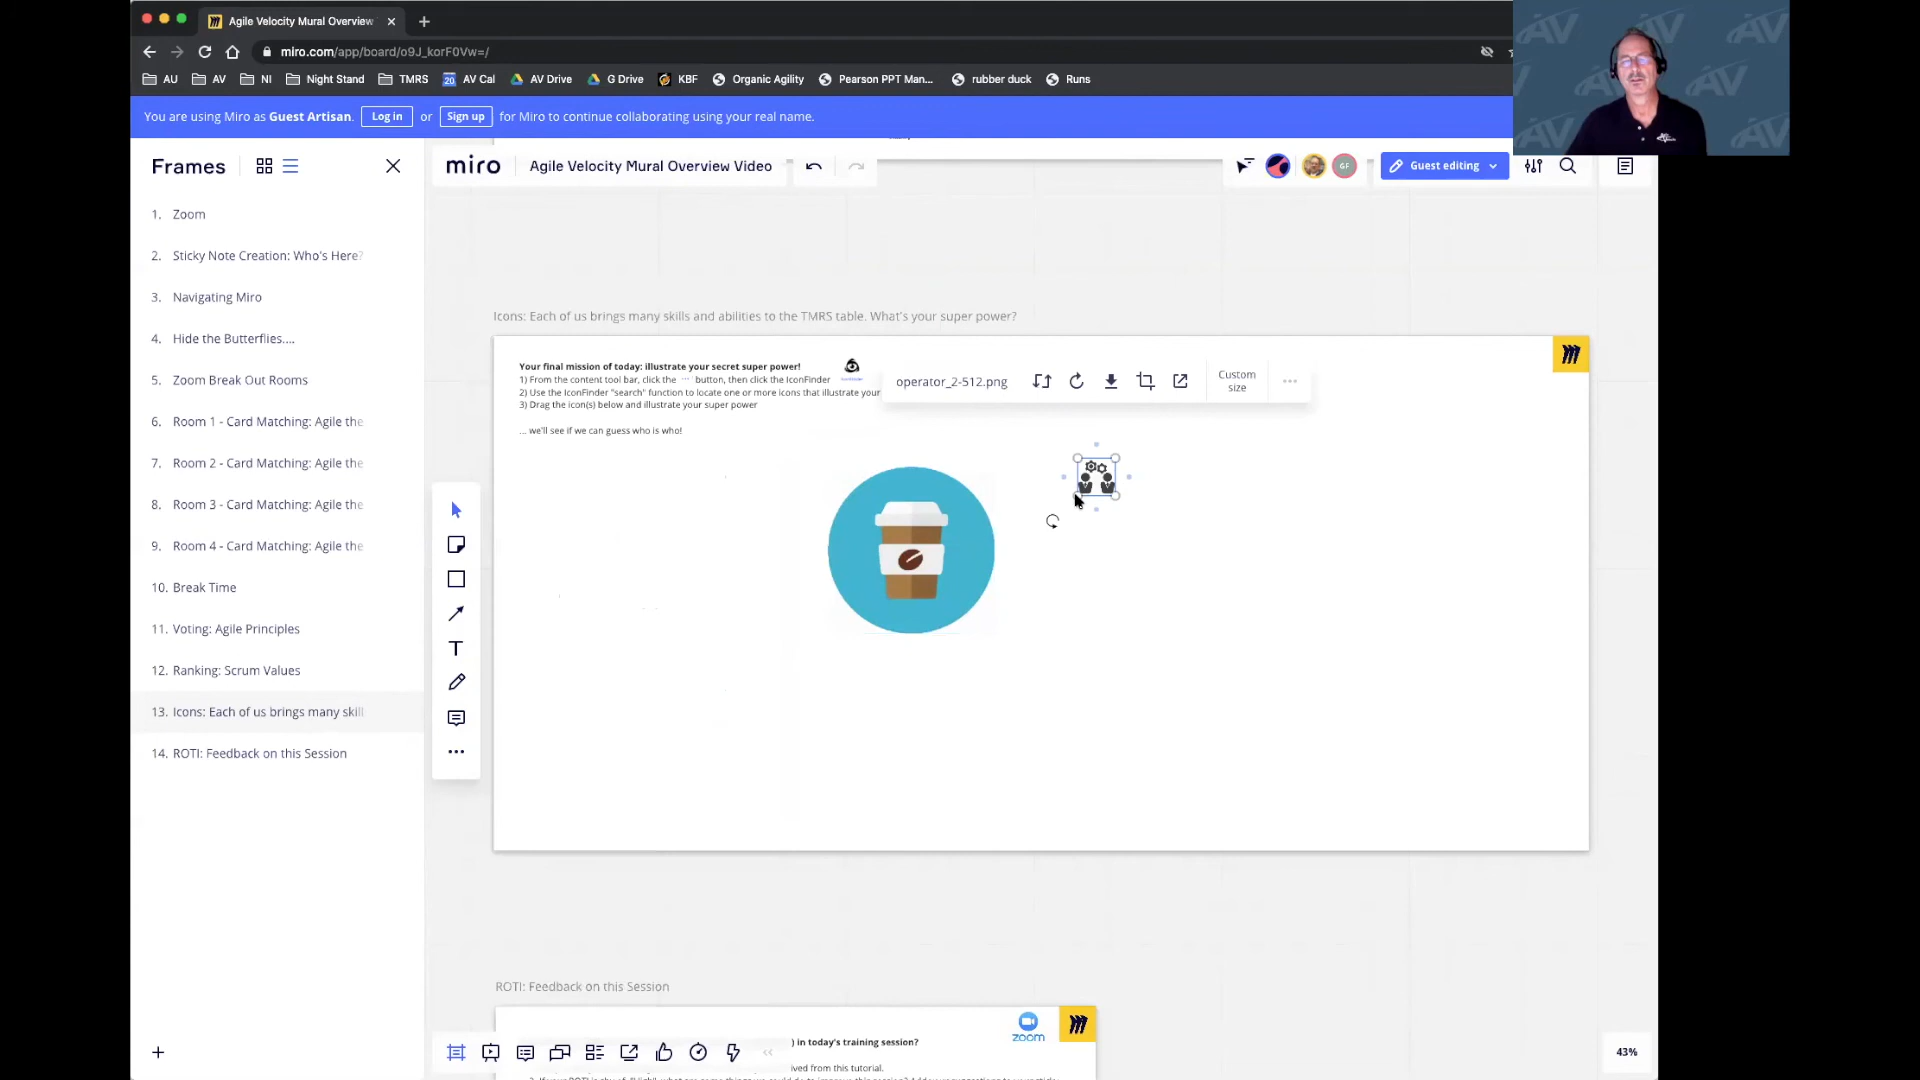 Agile Velocity Mural Overview
miro.com/app/board/o9J_korF0Vw=/
AU
AV
NI
Night Stand
TMRS
20
AV Cal
AV Drive
G Drive
KBF
Organic Agility
Pearson PPT Man...
rubber duck
Runs
You are using Miro as Guest Artisan.
Log in
or
Sign up
for Miro to continue collaborating using your real name.
Frames
miro
Agile Velocity Mural Overview Video
GF
Guest editing
1. Zoom
2. Sticky Note Creation: Who's Here?
3. Navigating Miro
4. Hide the Butterflies....
5. Zoom Break Out Rooms
6. Room 1 - Card Matching: Agile the
7. Room 2 - Card Matching: Agile the
8. Room 3 - Card Matching: Agile the
9. Room 4 - Card Matching: Agile the
10. Break Time
11. Voting: Agile Principles
12. Ranking: Scrum Values
13. Icons: Each of us brings many skill
14. ROTI: Feedback on this Session
Icons: Each of us brings many skills and abilities to the TMRS table. What's your super power?
Your final mission of today: illustrate your secret super power!
1) From the content tool bar, click the ... button, then click the IconFinder
2) Use the IconFinder "search" function to locate one or more icons that illustrate your
3) Drag the icon(s) below and illustrate your super power
... we'll see if we can guess who is who!
operator_2-512.png
Custom
size
T
ROTI: Feedback on this Session
zoom
) in today's training session?
ived from this tutorial.
43%
AV
AV
AV
AV